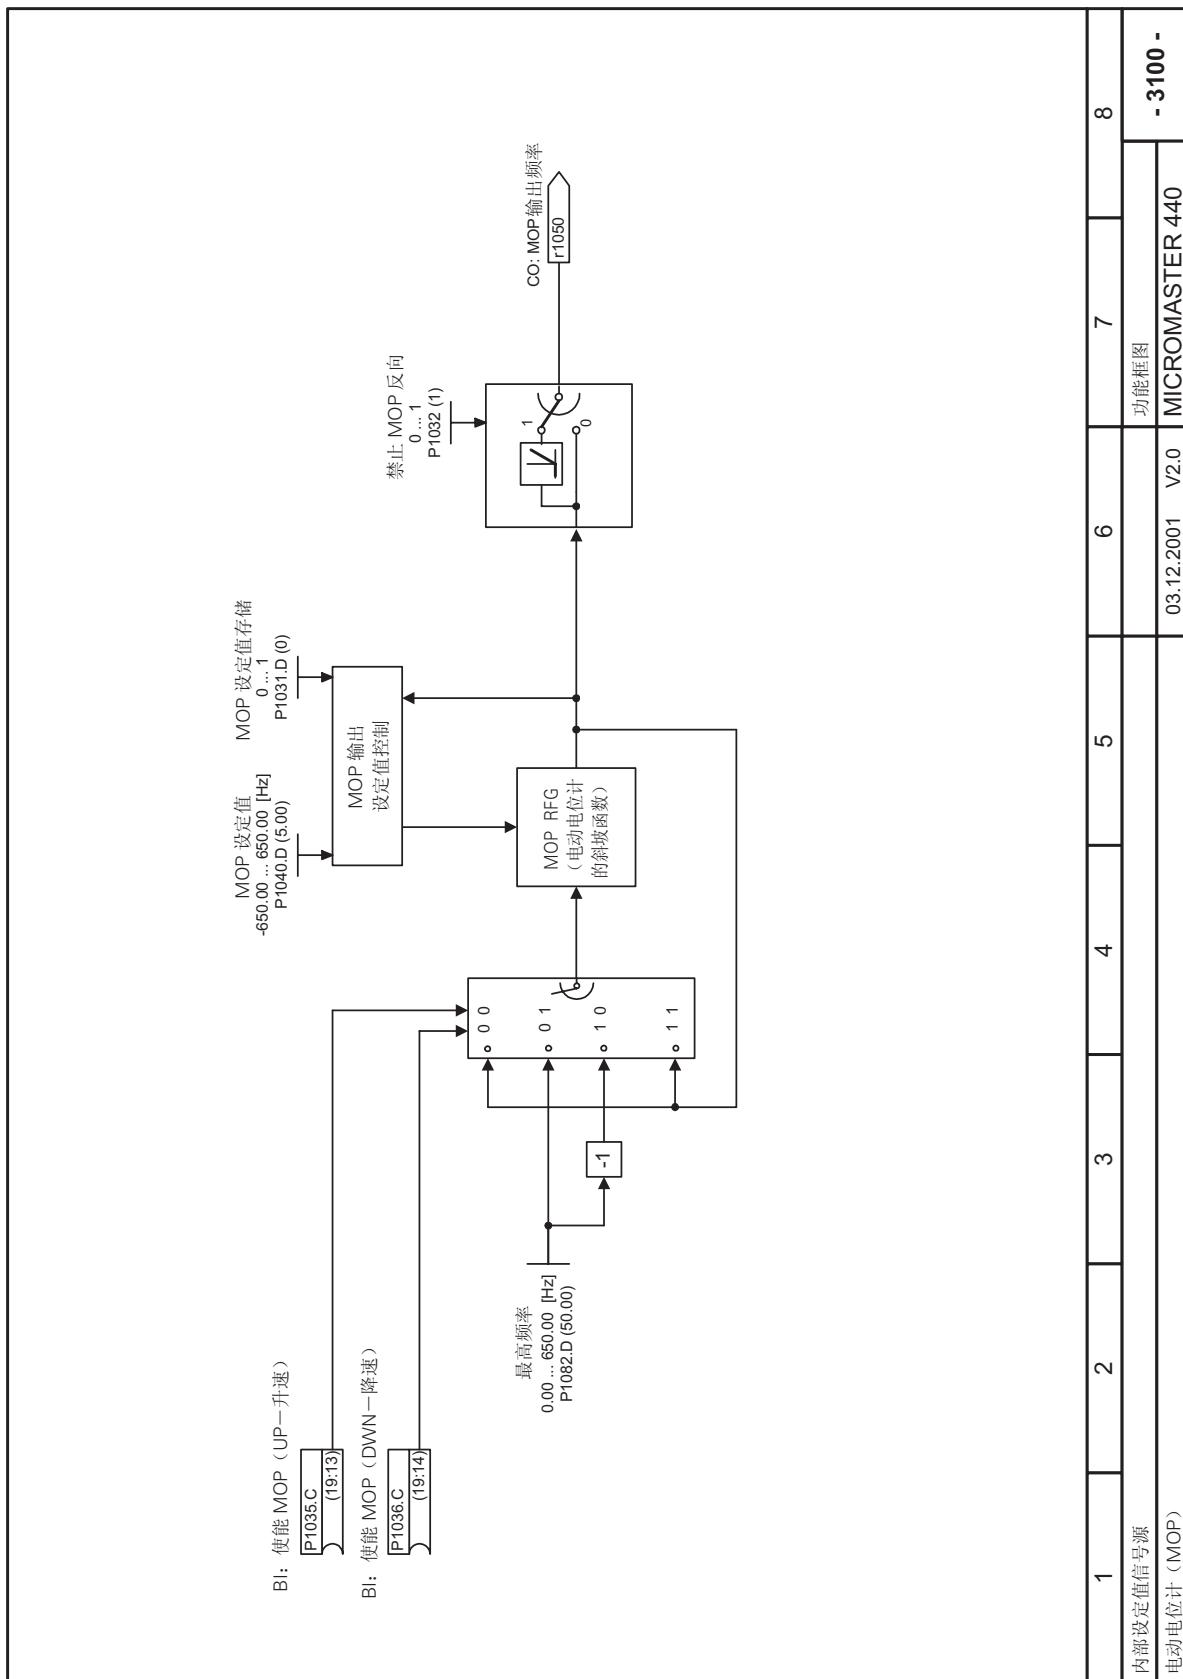 BI：使能 MOP（UP－升速）
P1035.C
(19:13)
BI：使能 MOP（DWN－降速）
P1036.C
(19:14)
最高频率
0.00 ... 650.00 [Hz]
P1082.D (50.00)
-1
0 0
0 1
1 0
1 1
MOP 设定值
-650.00 ... 650.00 [Hz]
P1040.D (5.00)
MOP 设定值存储
0 ... 1
P1031.D (0)
MOP 输出
设定值控制
MOP RFG
（电动电位计
的斜坡函数）
禁止 MOP 反向
0 ... 1
P1032 (1)
1
0
CO: MOP输出频率
r1050
1 2 3 4 5 6 7 8
内部设定值信号源
电动电位计（MOP）
03.12.2001 V2.0
功能框图
MICROMASTER 440
- 3100 -